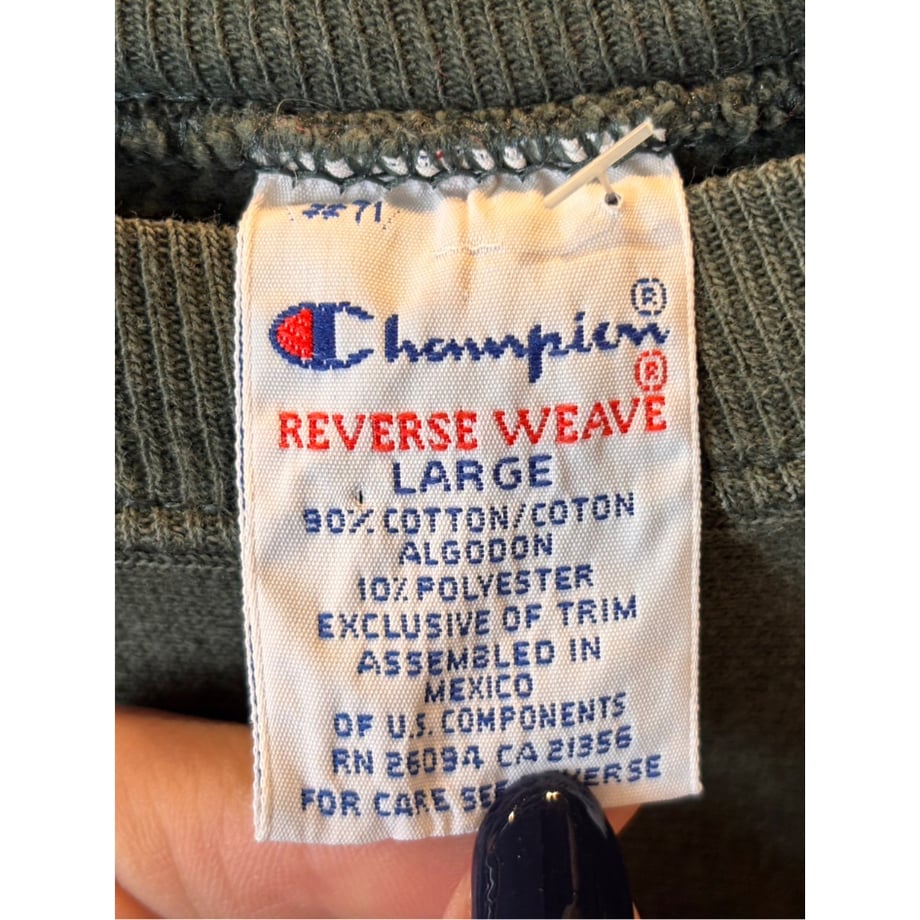 #71
Champion®
REVERSE WEAVE®
LARGE
90% COTTON/COTON
ALGODON
10% POLYESTER
EXCLUSIVE OF TRIM
ASSEMBLED IN
MEXICO
OF U.S. COMPONENTS
RN 26094 CA 21356
FOR CARE SEE